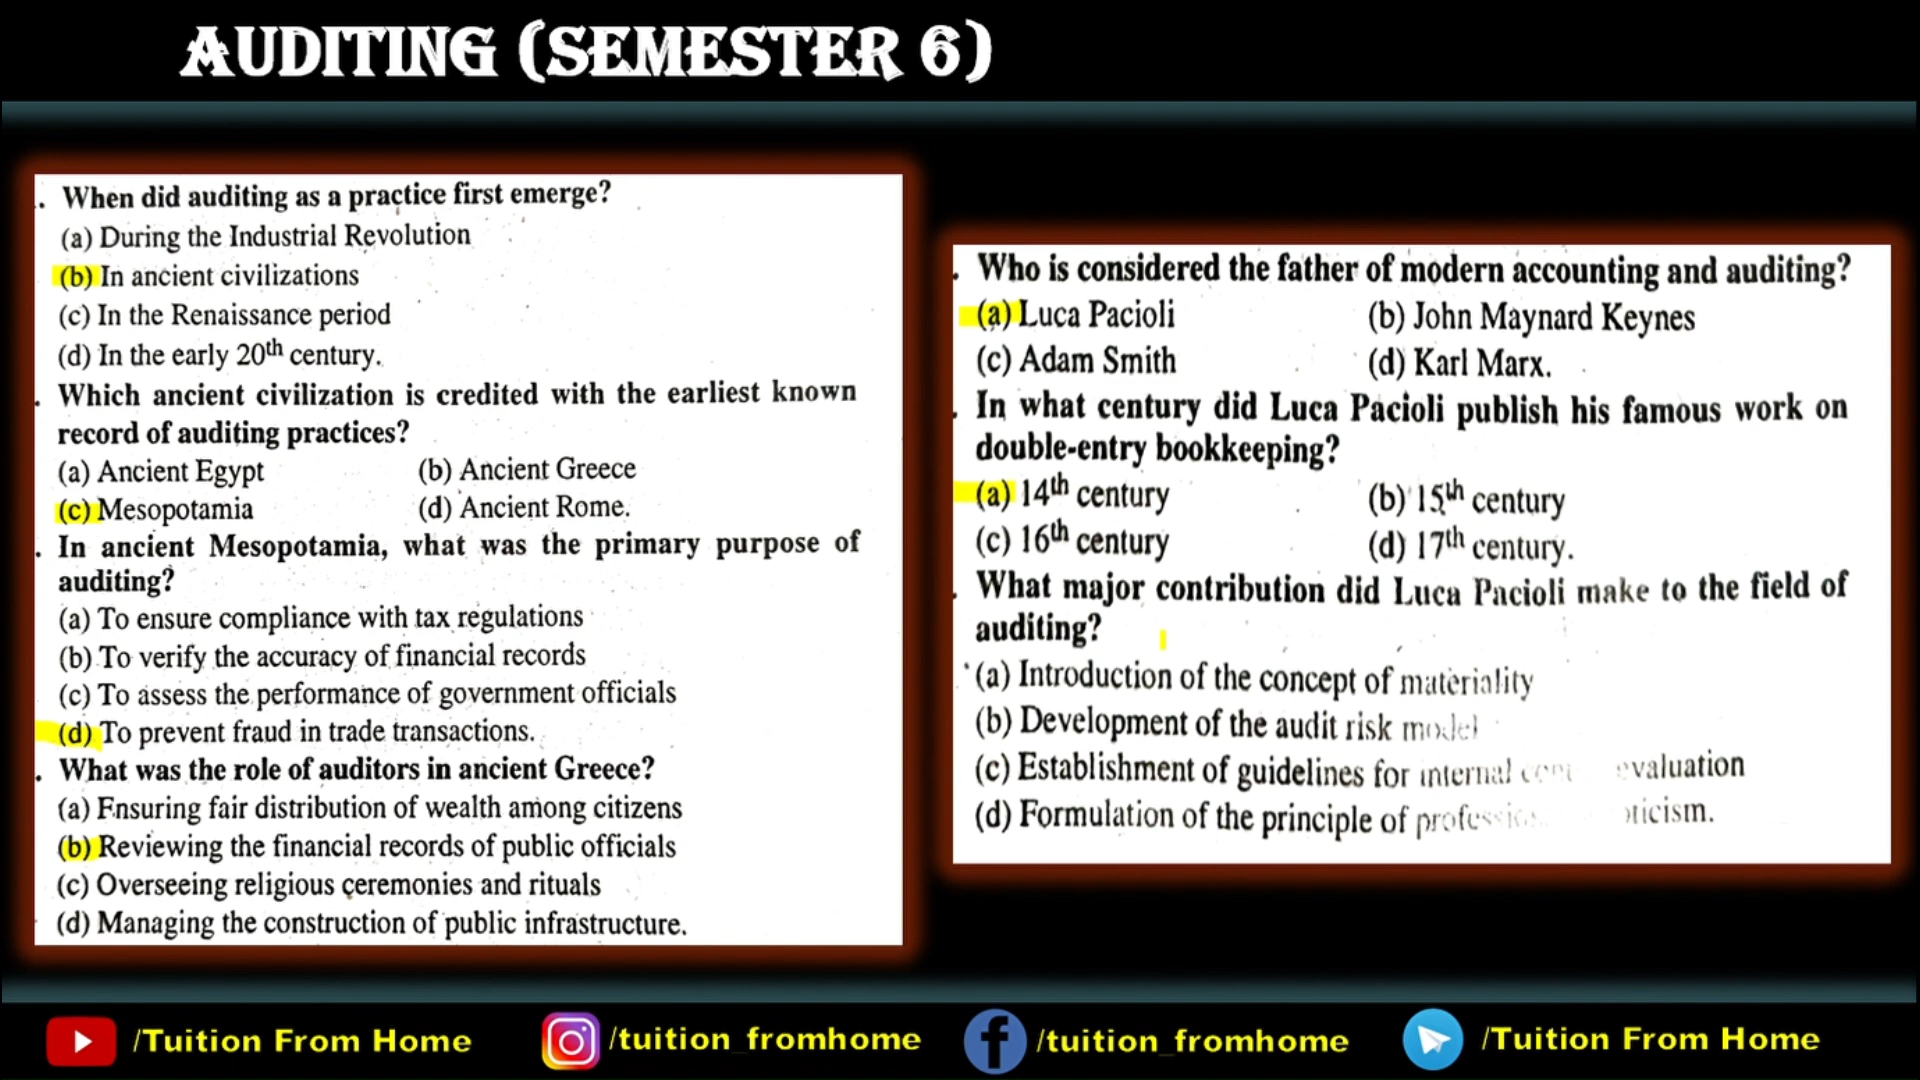 AUDITING (SEMESTER 6)
. When did auditing as a practice first emerge?
(a) During the Industrial Revolution
(b) In ancient civilizations
(c) In the Renaissance period
(d) In the early 20th century.
. Which ancient civilization is credited with the earliest known
record of auditing practices?
(a) Ancient Egypt (b) Ancient Greece
(c) Mesopotamia (d) Ancient Rome.
. In ancient Mesopotamia, what was the primary purpose of
auditing?
(a) To ensure compliance with tax regulations
(b) To verify the accuracy of financial records
(c) To assess the performance of government officials
(d) To prevent fraud in trade transactions.
. What was the role of auditors in ancient Greece?
(a) Ensuring fair distribution of wealth among citizens
(b) Reviewing the financial records of public officials
(c) Overseeing religious ceremonies and rituals
(d) Managing the construction of public infrastructure.
. Who is considered the father of modern accounting and auditing?
(a) Luca Pacioli (b) John Maynard Keynes
(c) Adam Smith (d) Karl Marx.
. In what century did Luca Pacioli publish his famous work on
double-entry bookkeeping?
(a) 14th century (b) 15th century
(c) 16th century (d) 17th century.
. What major contribution did Luca Pacioli make to the field of
auditing?
(a) Introduction of the concept of materiality
(b) Development of the audit risk model
(c) Establishment of guidelines for internal evaluation
(d) Formulation of the principle of
/Tuition From Home /tuition_fromhome /tuition_fromhome /Tuition From Home